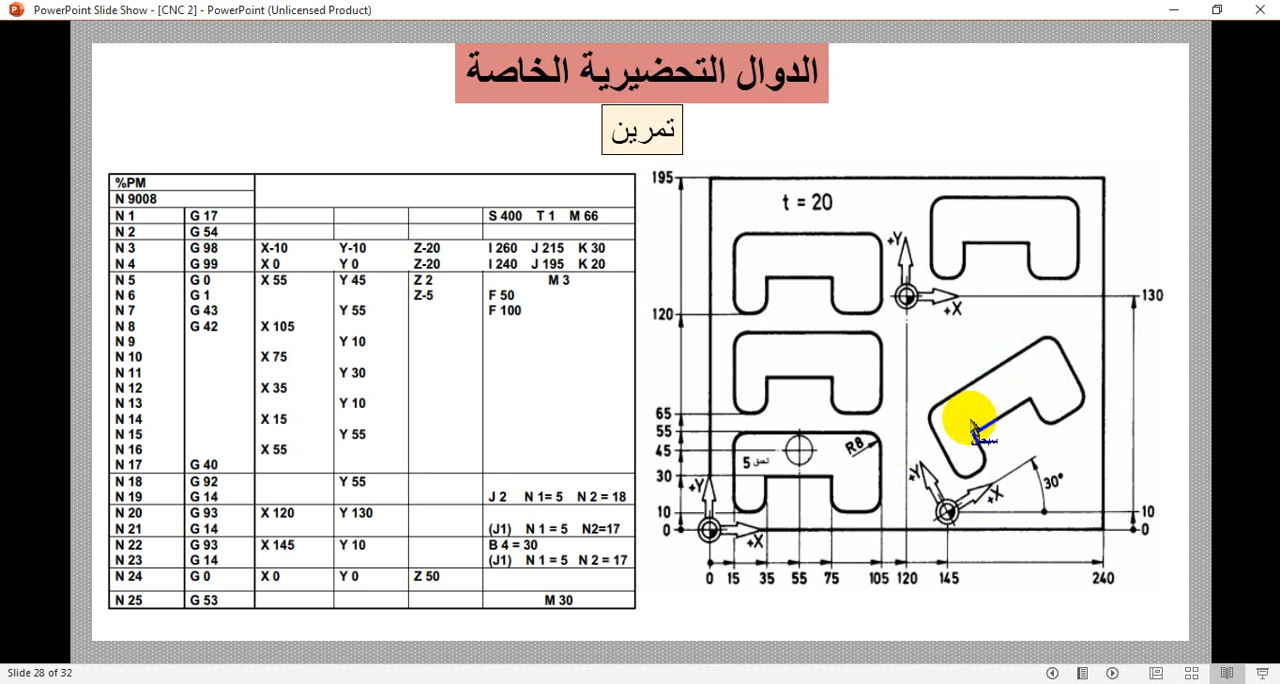 PowerPoint Slide Show - [CNC 2] - PowerPoint (Unlicensed Product)
الدوال التحضيرية الخاصة
تمرين
%PM
N 9008
N 1 G 17 S 400 T 1 M 66
N 2 G 54
N 3 G 98 X-10 Y-10 Z-20 I 260 J 215 K 30
N 4 G 99 X 0 Y 0 Z-20 I 240 J 195 K 20
N 5 G 0 X 55 Y 45 Z 2 M 3
N 6 G 1 Z-5 F 50
N 7 G 43 Y 55 F 100
N 8 G 42 X 105
N 9 Y 10
N 10 X 75
N 11 Y 30
N 12 X 35
N 13 Y 10
N 14 X 15
N 15 Y 55
N 16 X 55
N 17 G 40
N 18 G 92 Y 55
N 19 G 14 J 2 N 1= 5 N 2 = 18
N 20 G 93 X 120 Y 130
N 21 G 14 (J1) N 1 = 5 N2=17
N 22 G 93 X 145 Y 10 B 4 = 30
N 23 G 14 (J1) N 1 = 5 N 2 = 17
N 24 G 0 X 0 Y 0 Z 50
N 25 G 53 M 30
195
t = 20
+Y
+X
130
120
65
55
45
30
10
0
R8
العمق 5
+Y
+X
+Y
+X
30°
10
0
0 15 35 55 75 105 120 145 240
Slide 28 of 32